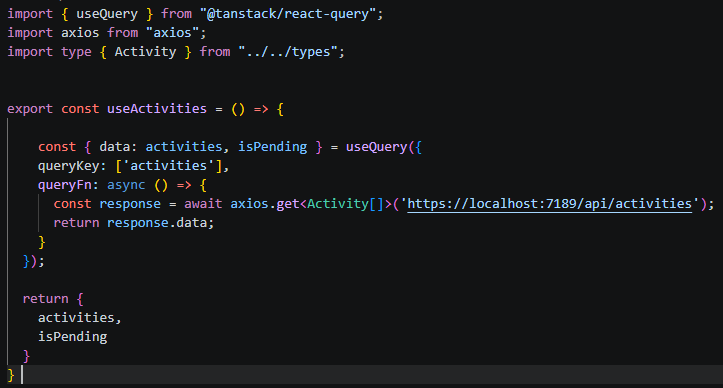 import { useQuery } from "@tanstack/react-query";
import axios from "axios";
import type { Activity } from "../../types";
export const useActivities = () => {
const { data: activities, isPending } = useQuery({
queryKey: ['activities'],
queryFn: async () => {
const response = await axios.get<Activity[]>('https://localhost:7189/api/activities');
return response.data;
}
});
return {
activities,
isPending
}
}